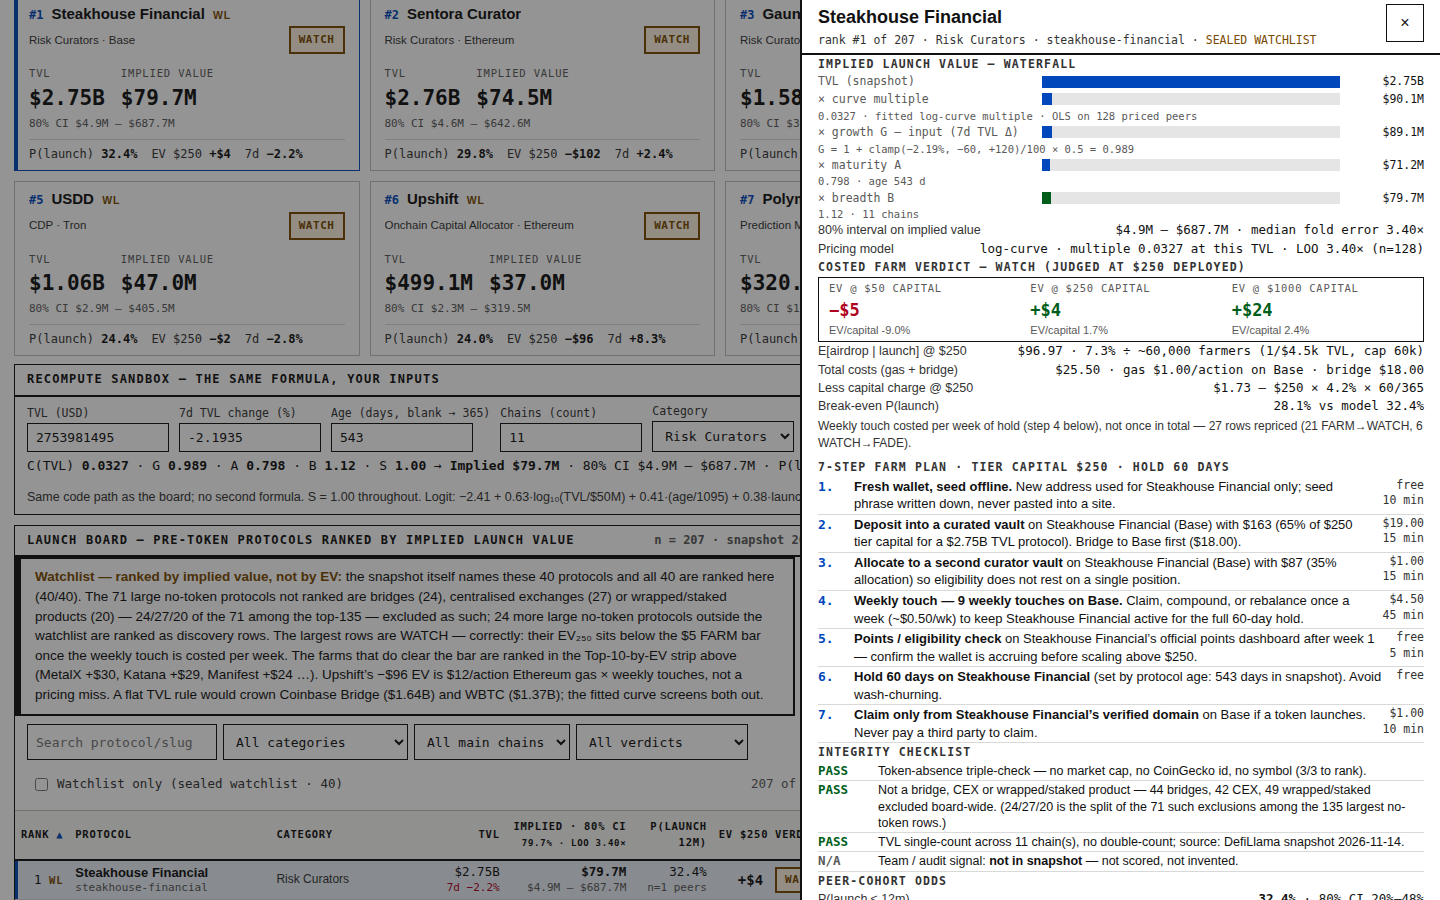 #1 Steakhouse Financial WL
Risk Curators · Base
WATCH
TVL IMPLIED VALUE
$2.75B $79.7M
80% CI $4.9M – $687.7M
P(launch) 32.4% EV $250 +$4 7d −2.2%
#2 Sentora Curator
Risk Curators · Ethereum
WATCH
TVL IMPLIED VALUE
$2.76B $74.5M
80% CI $4.6M – $642.6M
P(launch) 29.8% EV $250 −$102 7d +2.4%
#3 Gaun
Risk Curato
TVL
$1.58
80% CI $3
P(launch)
#5 USDD WL
CDP · Tron
WATCH
TVL IMPLIED VALUE
$1.06B $47.0M
80% CI $2.9M – $405.5M
P(launch) 24.4% EV $250 −$2 7d −2.8%
#6 Upshift WL
Onchain Capital Allocator · Ethereum
WATCH
TVL IMPLIED VALUE
$499.1M $37.0M
80% CI $2.3M – $319.5M
P(launch) 24.0% EV $250 −$96 7d +8.3%
#7 Polyn
Prediction M
TVL
$320.
80% CI $1
P(launch)
RECOMPUTE SANDBOX — THE SAME FORMULA, YOUR INPUTS
TVL (USD) 7d TVL change (%) Age (days, blank → 365) Chains (count) Category
2753981495 -2.1935 543 11 Risk Curators
C(TVL) 0.0327 · G 0.989 · A 0.798 · B 1.12 · S 1.00 → Implied $79.7M · 80% CI $4.9M – $687.7M · P(l
Same code path as the board; no second formula. S = 1.00 throughout. Logit: −2.41 + 0.63·log₁₀(TVL/$50M) + 0.41·(age/1095) + 0.38·launc
LAUNCH BOARD — PRE-TOKEN PROTOCOLS RANKED BY IMPLIED LAUNCH VALUE n = 207 · snapshot 20
Watchlist — ranked by implied value, not by EV: the snapshot itself names these 40 protocols and all 40 are ranked here
(40/40). The 71 large no-token protocols not ranked are bridges (24), centralised exchanges (27) or wrapped/staked
products (20) — 24/27/20 of the 71 among the top-135 — excluded as such; 24 more large no-token protocols outside the
watchlist are ranked as discovery rows. The largest rows are WATCH — correctly: their EV₂₅₀ sits below the $5 FARM bar
once the weekly touch is costed per week. The farms that do clear the bar are ranked in the Top-10-by-EV strip above
(MetalX +$30, Katana +$29, Manifest +$24 …). Upshift's −$96 EV is $12/action Ethereum gas × weekly touches, not a
pricing miss. A flat TVL rule would crown Coinbase Bridge ($1.64B) and WBTC ($1.37B); the fitted curve screens both out.
Search protocol/slug All categories All main chains All verdicts
Watchlist only (sealed watchlist · 40) 207 of
RANK ▲ PROTOCOL CATEGORY TVL IMPLIED · 80% CI P(LAUNCH EV $250 VERD
79.7% · LOO 3.40× 12M)
1 WL Steakhouse Financial Risk Curators $2.75B $79.7M 32.4% +$4 WA
steakhouse-financial 7d −2.2% $4.9M – $687.7M n=1 peers
Steakhouse Financial
×
rank #1 of 207 · Risk Curators · steakhouse-financial · SEALED WATCHLIST
IMPLIED LAUNCH VALUE — WATERFALL
TVL (snapshot) $2.75B
× curve multiple $90.1M
0.0327 · fitted log-curve multiple · OLS on 128 priced peers
× growth G — input (7d TVL Δ) $89.1M
G = 1 + clamp(−2.19%, −60, +120)/100 × 0.5 = 0.989
× maturity A $71.2M
0.798 · age 543 d
× breadth B $79.7M
1.12 · 11 chains
80% interval on implied value $4.9M – $687.7M · median fold error 3.40×
Pricing model log-curve · multiple 0.0327 at this TVL · LOO 3.40× (n=128)
COSTED FARM VERDICT — WATCH (JUDGED AT $250 DEPLOYED)
EV @ $50 CAPITAL EV @ $250 CAPITAL EV @ $1000 CAPITAL
−$5 +$4 +$24
EV/capital -9.0% EV/capital 1.7% EV/capital 2.4%
E[airdrop | launch] @ $250 $96.97 · 7.3% ÷ ~60,000 farmers (1/$4.5k TVL, cap 60k)
Total costs (gas + bridge) $25.50 · gas $1.00/action on Base · bridge $18.00
Less capital charge @ $250 $1.73 — $250 × 4.2% × 60/365
Break-even P(launch) 28.1% vs model 32.4%
Weekly touch costed per week of hold (step 4 below), not once in total — 27 rows repriced (21 FARM→WATCH, 6
WATCH→FADE).
7-STEP FARM PLAN · TIER CAPITAL $250 · HOLD 60 DAYS
1. Fresh wallet, seed offline. New address used for Steakhouse Financial only; seed free
phrase written down, never pasted into a site. 10 min
2. Deposit into a curated vault on Steakhouse Financial (Base) with $163 (65% of $250 $19.00
tier capital for a $2.75B TVL protocol). Bridge to Base first ($18.00). 15 min
3. Allocate to a second curator vault on Steakhouse Financial (Base) with $87 (35% $1.00
allocation) so eligibility does not rest on a single position. 15 min
4. Weekly touch — 9 weekly touches on Base. Claim, compound, or rebalance once a $4.50
week (~$0.50/wk) to keep Steakhouse Financial active for the full 60-day hold. 45 min
5. Points / eligibility check on Steakhouse Financial's official points dashboard after week 1 free
— confirm the wallet is accruing before scaling above $250. 5 min
6. Hold 60 days on Steakhouse Financial (set by protocol age: 543 days in snapshot). Avoid free
wash-churning.
7. Claim only from Steakhouse Financial's verified domain on Base if a token launches. $1.00
Never pay a third party to claim. 10 min
INTEGRITY CHECKLIST
PASS Token-absence triple-check — no market cap, no CoinGecko id, no symbol (3/3 to rank).
PASS Not a bridge, CEX or wrapped/staked product — 44 bridges, 42 CEX, 49 wrapped/staked
excluded board-wide. (24/27/20 is the split of the 71 such exclusions among the 135 largest no-
token rows.)
PASS TVL single-count across 11 chain(s), no double-count; source: DefiLlama snapshot 2026-11-14.
N/A Team / audit signal: not in snapshot — not scored, not invented.
PEER-COHORT ODDS
P(launch ≤ 12m) 32.4% · 80% CI 20%–48%